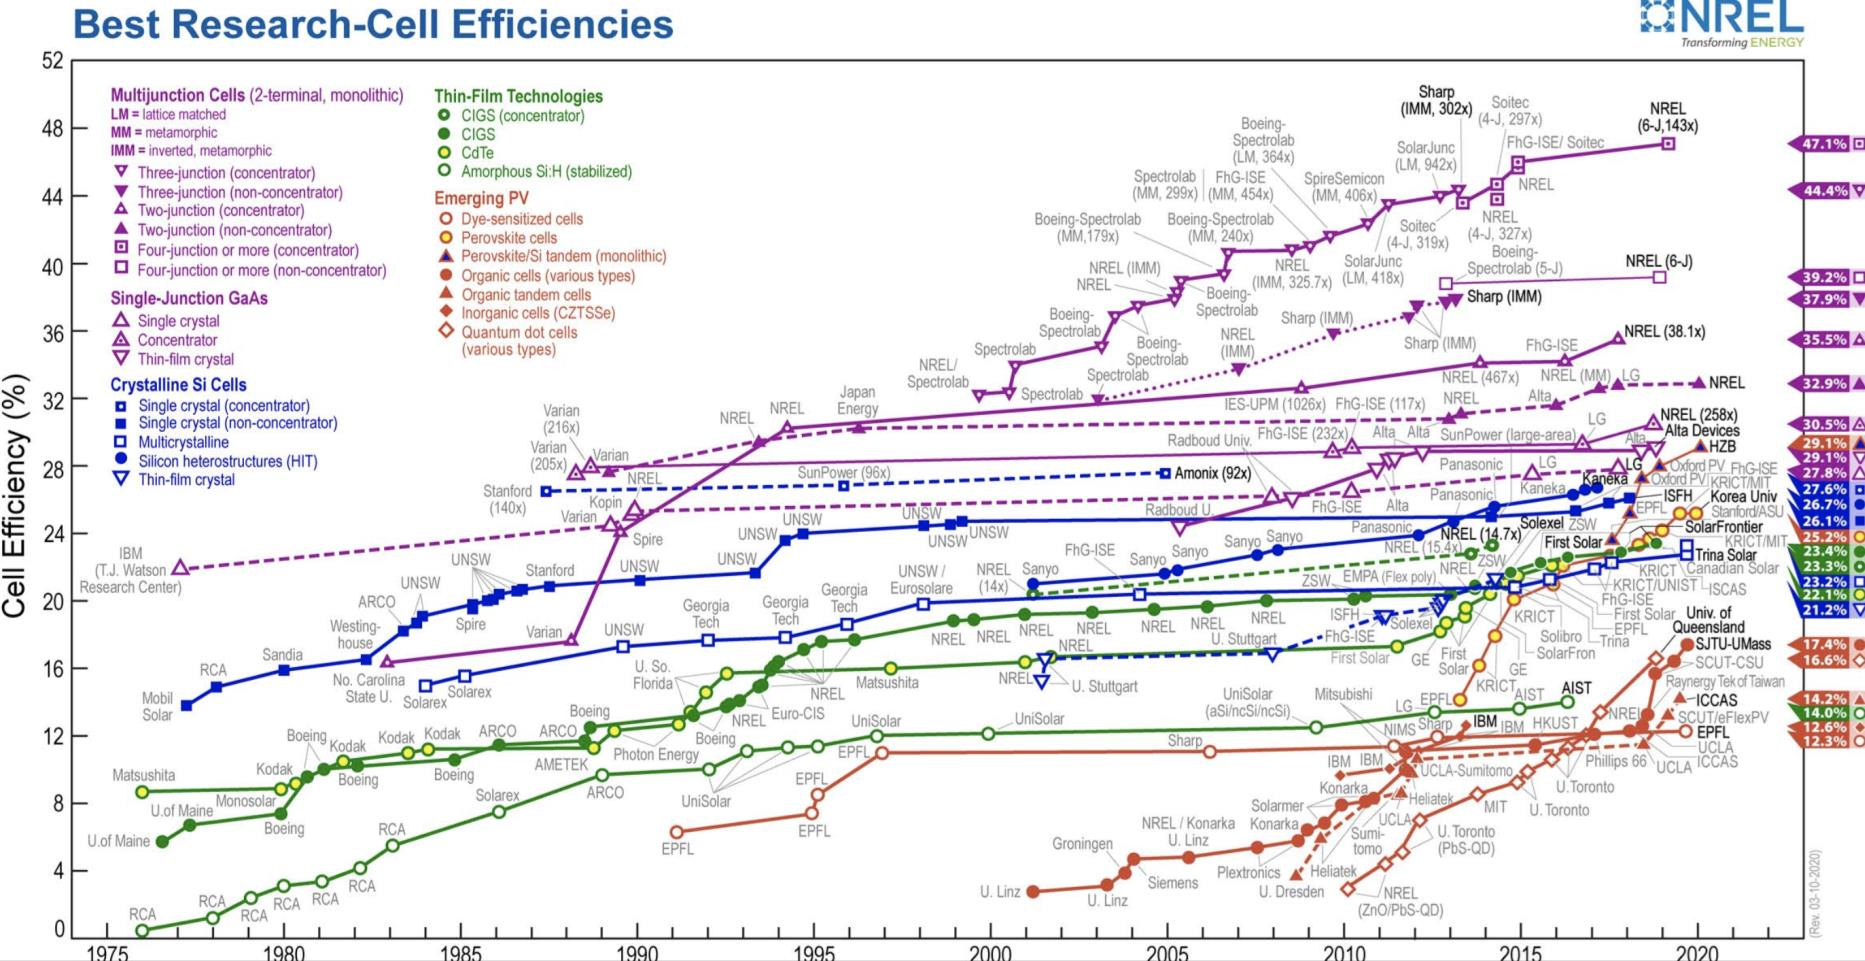 Best Research-Cell Efficiencies
NREL
Transforming ENERGY
Cell Efficiency (%)
52
48
44
40
36
32
28
24
20
16
12
8
4
0
Multijunction Cells (2-terminal, monolithic)
LM = lattice matched
MM = metamorphic
IMM = inverted, metamorphic
Three-junction (concentrator)
Three-junction (non-concentrator)
Two-junction (concentrator)
Two-junction (non-concentrator)
Four-junction or more (concentrator)
Four-junction or more (non-concentrator)
Single-Junction GaAs
Single crystal
Concentrator
Thin-film crystal
Crystalline Si Cells
Single crystal (concentrator)
Single crystal (non-concentrator)
Multicrystalline
Silicon heterostructures (HIT)
Thin-film crystal
Thin-Film Technologies
CIGS (concentrator)
CIGS
CdTe
Amorphous Si:H (stabilized)
Emerging PV
Dye-sensitized cells
Perovskite cells
Perovskite/Si tandem (monolithic)
Organic cells (various types)
Organic tandem cells
Inorganic cells (CZTSSe)
Quantum dot cells
(various types)
Sharp
(IMM, 302x)
Soitec
(4-J, 297x)
NREL
(6-J,143x)
Boeing-
Spectrolab
(LM, 364x)
SolarJunc
(LM, 942x)
FhG-ISE/ Soitec
Spectrolab
(MM, 299x)
FhG-ISE
(MM, 454x)
SpireSemicon
(MM, 406x)
NREL
Boeing-Spectrolab
(MM,179x)
Boeing-Spectrolab
(MM, 240x)
Soitec
(4-J, 319x)
NREL
(4-J, 327x)
NREL (IMM)
NREL
NREL
(IMM, 325.7x)
SolarJunc
(LM, 418x)
Boeing-
Spectrolab (5-J)
NREL (6-J)
Boeing-
Spectrolab
Boeing-
Spectrolab
Sharp (IMM)
Sharp (IMM)
Sharp (IMM)
Boeing-
Spectrolab
NREL
(IMM)
NREL (38.1x)
Spectrolab
FhG-ISE
NREL/
Spectrolab
Spectrolab
Spectrolab
NREL (467x)
NREL (MM)
LG
NREL
Japan
Energy
IES-UPM (1026x)
FhG-ISE (117x)
NREL
Alta
Varian
(216x)
NREL
NREL
LG
NREL (258x)
Varian
(205x)
Varian
Radboud Univ.
FhG-ISE (232x)
Alta
Alta
SunPower (large-area)
Alta
Alta Devices
HZB
NREL
SunPower (96x)
Amonix (92x)
Panasonic
LG
LG
Oxford PV
FhG-ISE
Stanford
(140x)
Kopin
Panasonic
Kaneka
Kaneka
Oxford PV
KRICT/MIT
Varian
Radboud U.
FhG-ISE
Alta
ISFH
Korea Univ
EPFL
Stanford/ASU
IBM
(T.J. Watson
Research Center)
Spire
UNSW
UNSW
UNSW
UNSW
UNSW
Panasonic
NREL (14.7x)
Solexel
ZSW
SolarFrontier
KRICT/MIT
First Solar
UNSW
Stanford
UNSW
UNSW
FhG-ISE
Sanyo
Sanyo
NREL (15.4x)
Trina Solar
UNSW
NREL
(14x)
Sanyo
EMPA (Flex poly)
NREL
ZSW
KRICT
Canadian Solar
ARCO
UNSW /
Eurosolare
ZSW
KRICT/UNIST
ISCAS
Georgia
Tech
Georgia
Tech
Georgia
Tech
FhG-ISE
First Solar
Westing-
house
Spire
Varian
UNSW
NREL
NREL
NREL
NREL
NREL
NREL
ISFH
Solexel
KRICT
EPFL
Univ. of
Queensland
RCA
Sandia
U. Stuttgart
FhG-ISE
Solibro
Trina
Mobil
Solar
No. Carolina
State U.
Solarex
Solarex
U. So.
Florida
NREL
NREL
First Solar
GE
First
Solar
SolarFron
SJTU-UMass
Matsushita
NREL
U. Stuttgart
GE
SCUT-CSU
KRICT
Raynergy Tek of Taiwan
Boeing
NREL
Euro-CIS
UniSolar
(aSi/ncSi/ncSi)
Mitsubishi
LG
EPFL
AIST
AIST
ICCAS
Boeing
Kodak
Kodak
Kodak
ARCO
ARCO
Boeing
UniSolar
UniSolar
Sharp
IBM
IBM
HKUST
NREL
SCUT/eFlexPV
Photon Energy
EPFL
Sharp
NIMS
EPFL
Matsushita
Kodak
Boeing
Boeing
AMETEK
IBM
IBM
UCLA-Sumitomo
Phillips 66
UCLA
UCLA
ICCAS
Monosolar
Solarex
ARCO
UniSolar
EPFL
Konarka
Heliatek
U.Toronto
U.of Maine
U.of Maine
Boeing
RCA
EPFL
EPFL
Solarmer
Konarka
MIT
U. Toronto
NREL / Konarka
U. Linz
UCLA
Sumi-
tomo
U. Toronto
(PbS-QD)
Groningen
Siemens
Plextronics
Heliatek
U. Dresden
NREL
(ZnO/PbS-QD)
U. Linz
U. Linz
RCA
RCA
RCA
RCA
RCA
RCA
47.1%
44.4%
39.2%
37.9%
35.5%
32.9%
30.5%
29.1%
29.1%
27.8%
27.6%
26.7%
26.1%
25.2%
23.4%
23.3%
23.2%
22.1%
21.2%
17.4%
16.6%
14.2%
14.0%
12.6%
12.3%
(Rev. 03-10-2020)
1975
1980
1985
1990
1995
2000
2005
2010
2015
2020